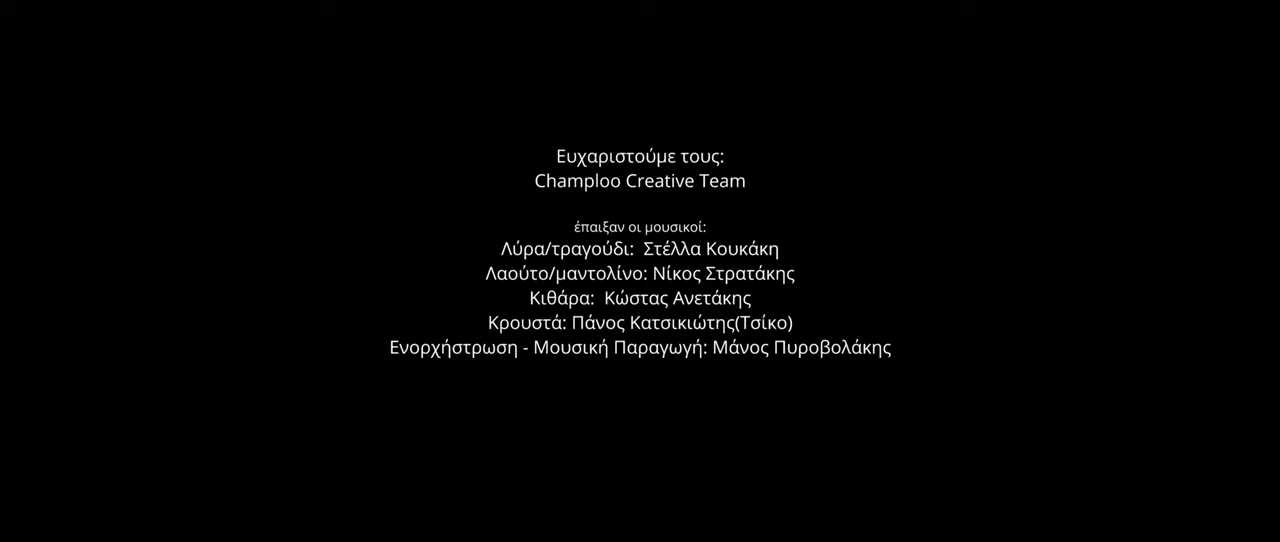 Ευχαριστούμε τους:
Champloo Creative Team
έπαιξαν οι μουσικοί:
Λύρα/τραγούδι:  Στέλλα Κουκάκη
Λαούτο/μαντολίνο: Νίκος Στρατάκης
Κιθάρα:  Κώστας Ανετάκης
Κρουστά: Πάνος Κατσικιώτης(Τσίκο)
Ενορχήστρωση - Μουσική Παραγωγή: Μάνος Πυροβολάκης